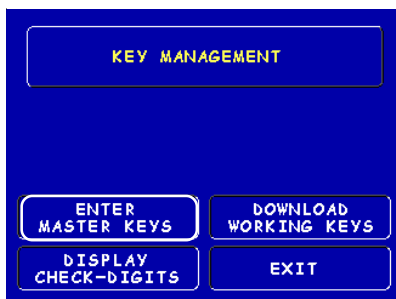 KEY MANAGEMENT
ENTER
MASTER KEYS
DOWNLOAD
WORKING KEYS
DISPLAY
CHECK-DIGITS
EXIT